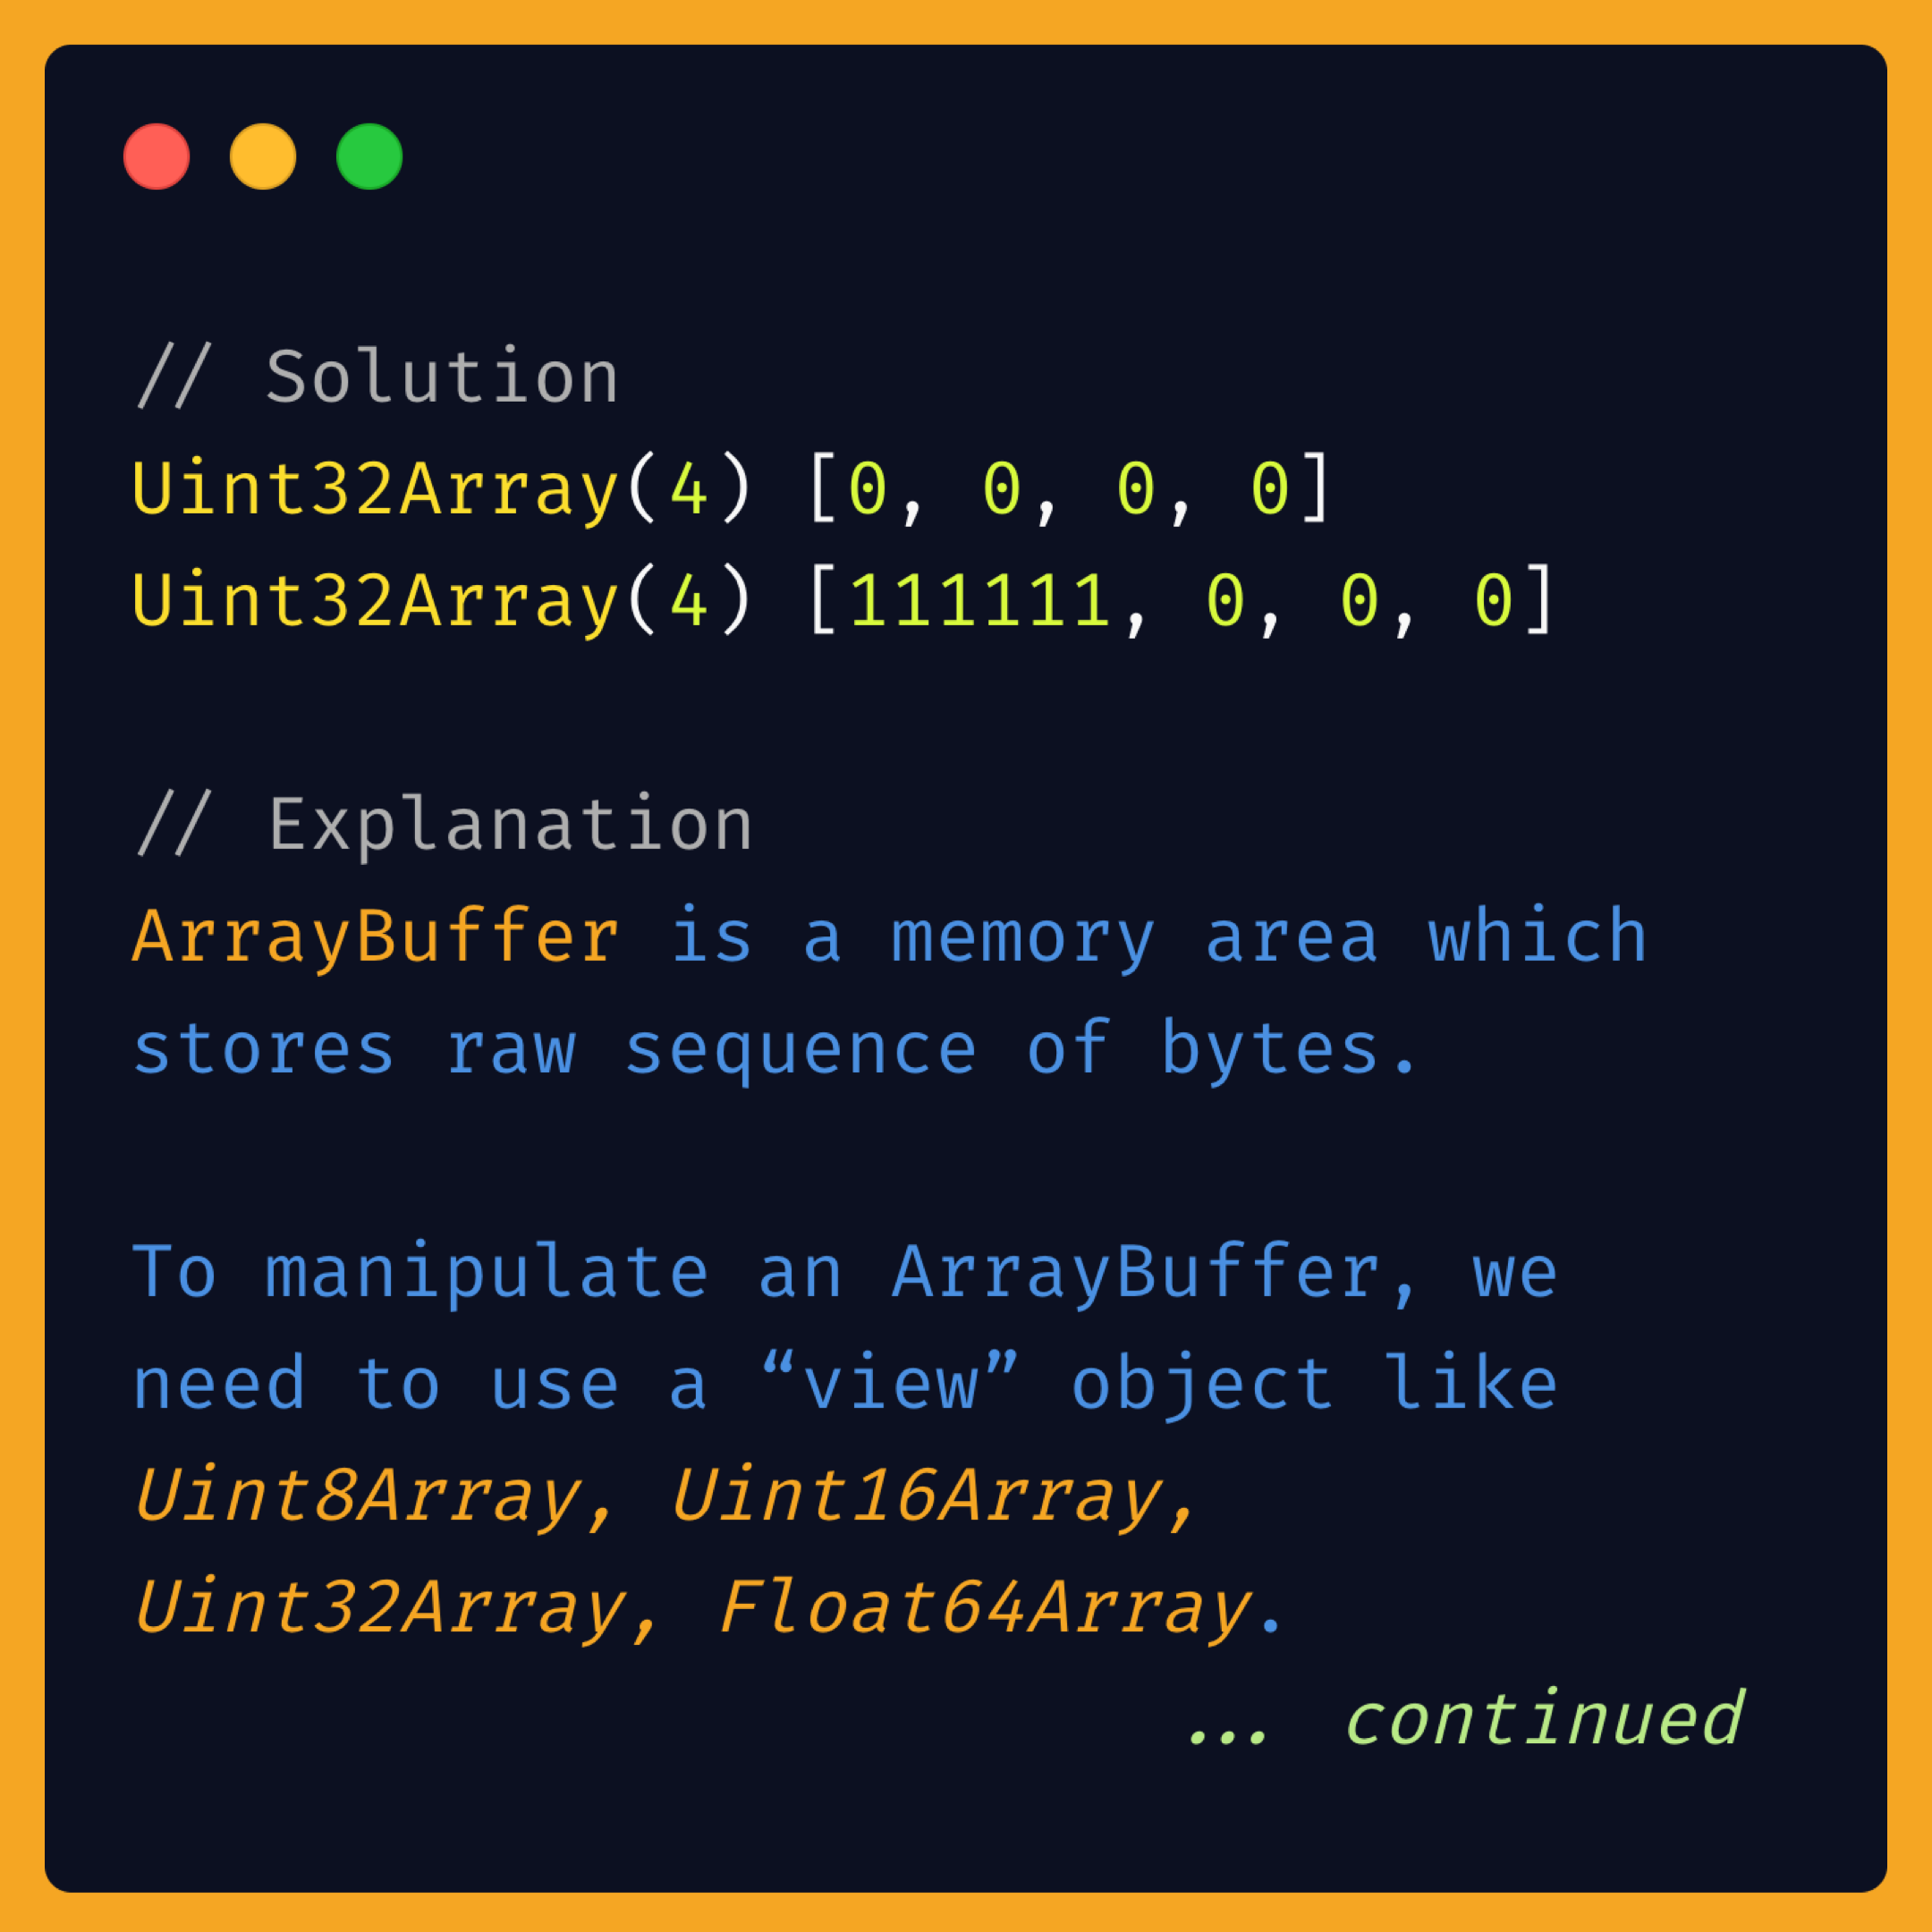 // Solution
Uint32Array(4) [0, 0, 0, 0]
Uint32Array(4) [111111, 0, 0, 0]
// Explanation
ArrayBuffer is a memory area which
stores raw sequence of bytes.
To manipulate an ArrayBuffer, we
need to use a “view” object like
Uint8Array, Uint16Array,
Uint32Array, Float64Array.
... continued